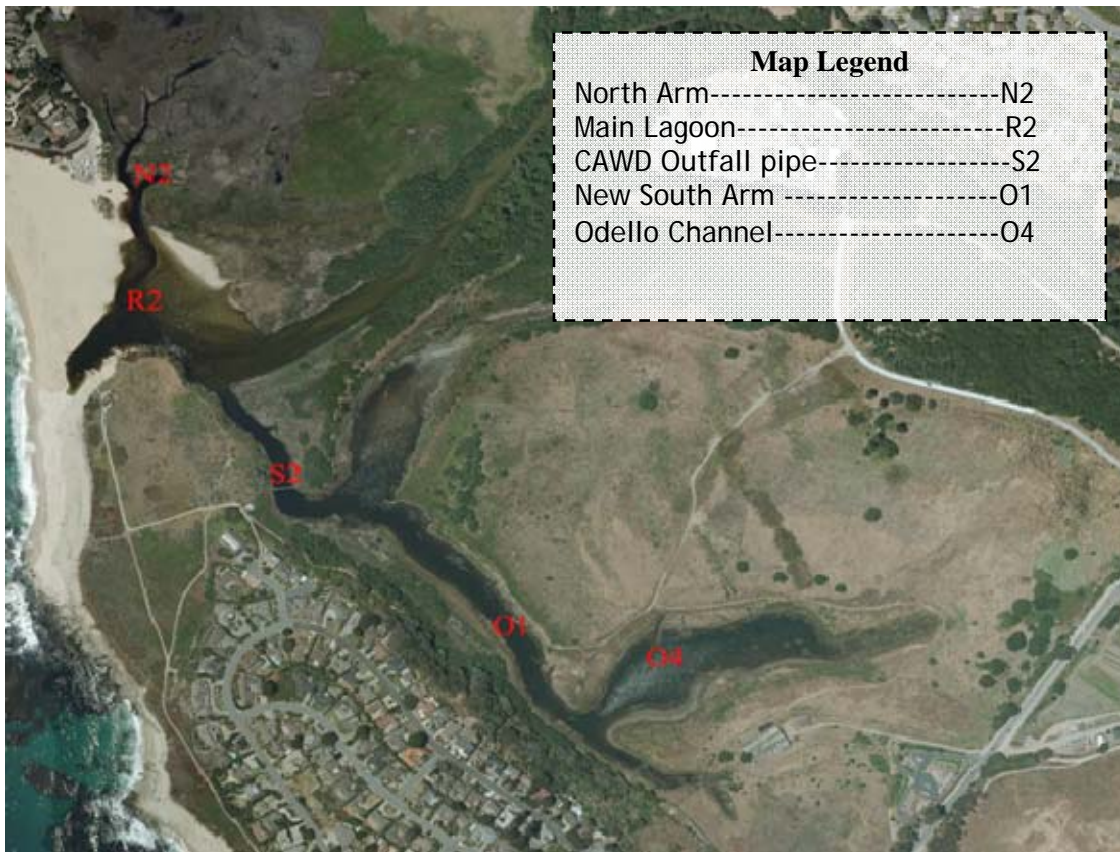 Map Legend
North Arm---------------------------N2
Main Lagoon-------------------------R2
CAWD Outfall pipe------------------S2
New South Arm --------------------O1
Odello Channel---------------------O4
N2
R2
S2
O1
O4